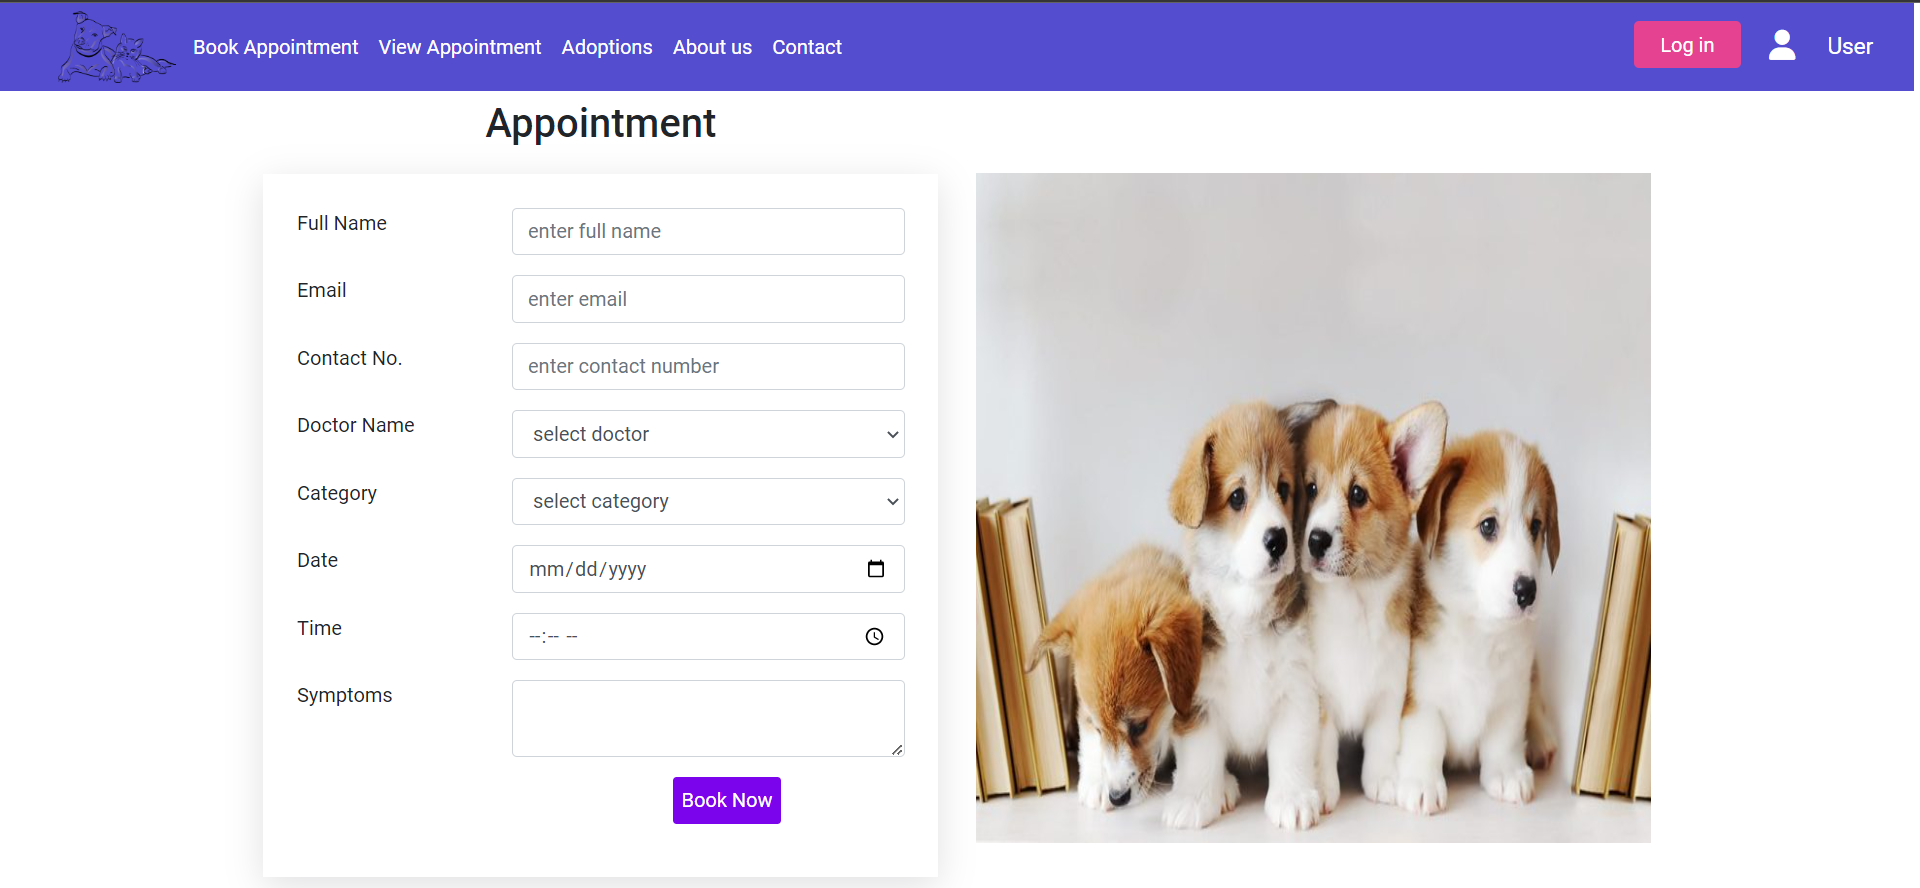 Book Appointment View Appointment Adoptions About us Contact Log in User
Appointment
Full Name enter full name
Email enter email
Contact No. enter contact number
Doctor Name select doctor
Category select category
Date mm/dd/yyyy
Time --:-- --
Symptoms
Book Now